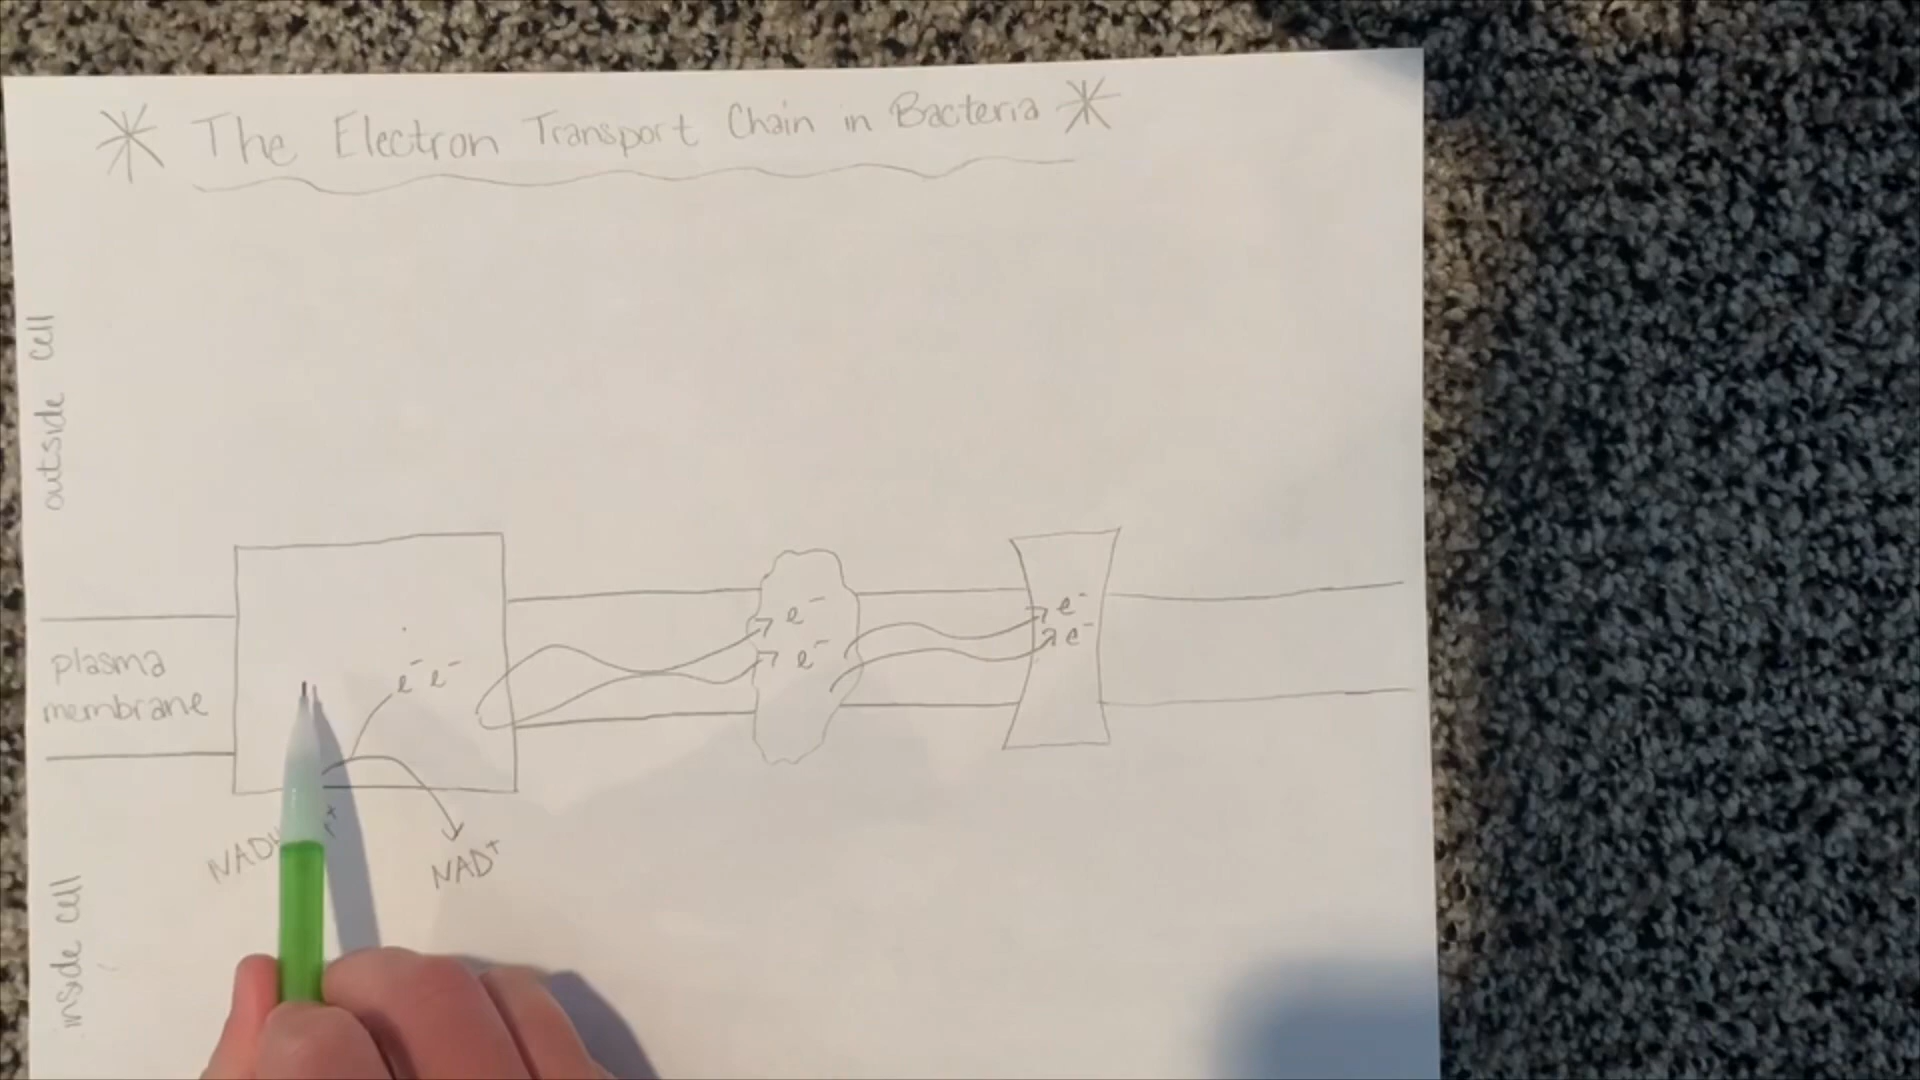 * The Electron Transport Chain in Bacteria *
outside cell
plasma
membrane
e⁻ e⁻
e⁻
e⁻
e⁻
e⁻
NAD⁺
inside cell